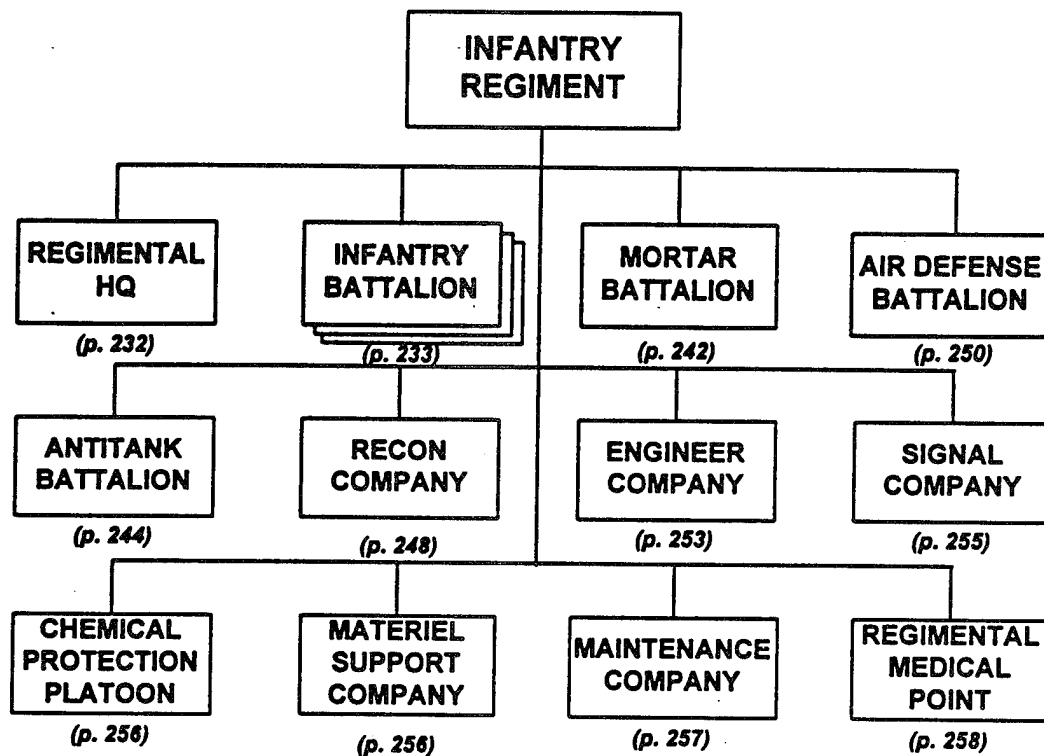 INFANTRY
REGIMENT
REGIMENTAL
HQ
(p. 232)
INFANTRY
BATTALION
(p. 233)
MORTAR
BATTALION
(p. 242)
AIR DEFENSE
BATTALION
(p. 250)
ANTITANK
BATTALION
(p. 244)
RECON
COMPANY
(p. 248)
ENGINEER
COMPANY
(p. 253)
SIGNAL
COMPANY
(p. 255)
CHEMICAL
PROTECTION
PLATOON
(p. 256)
MATERIEL
SUPPORT
COMPANY
(p. 256)
MAINTENANCE
COMPANY
(p. 257)
REGIMENTAL
MEDICAL
POINT
(p. 258)